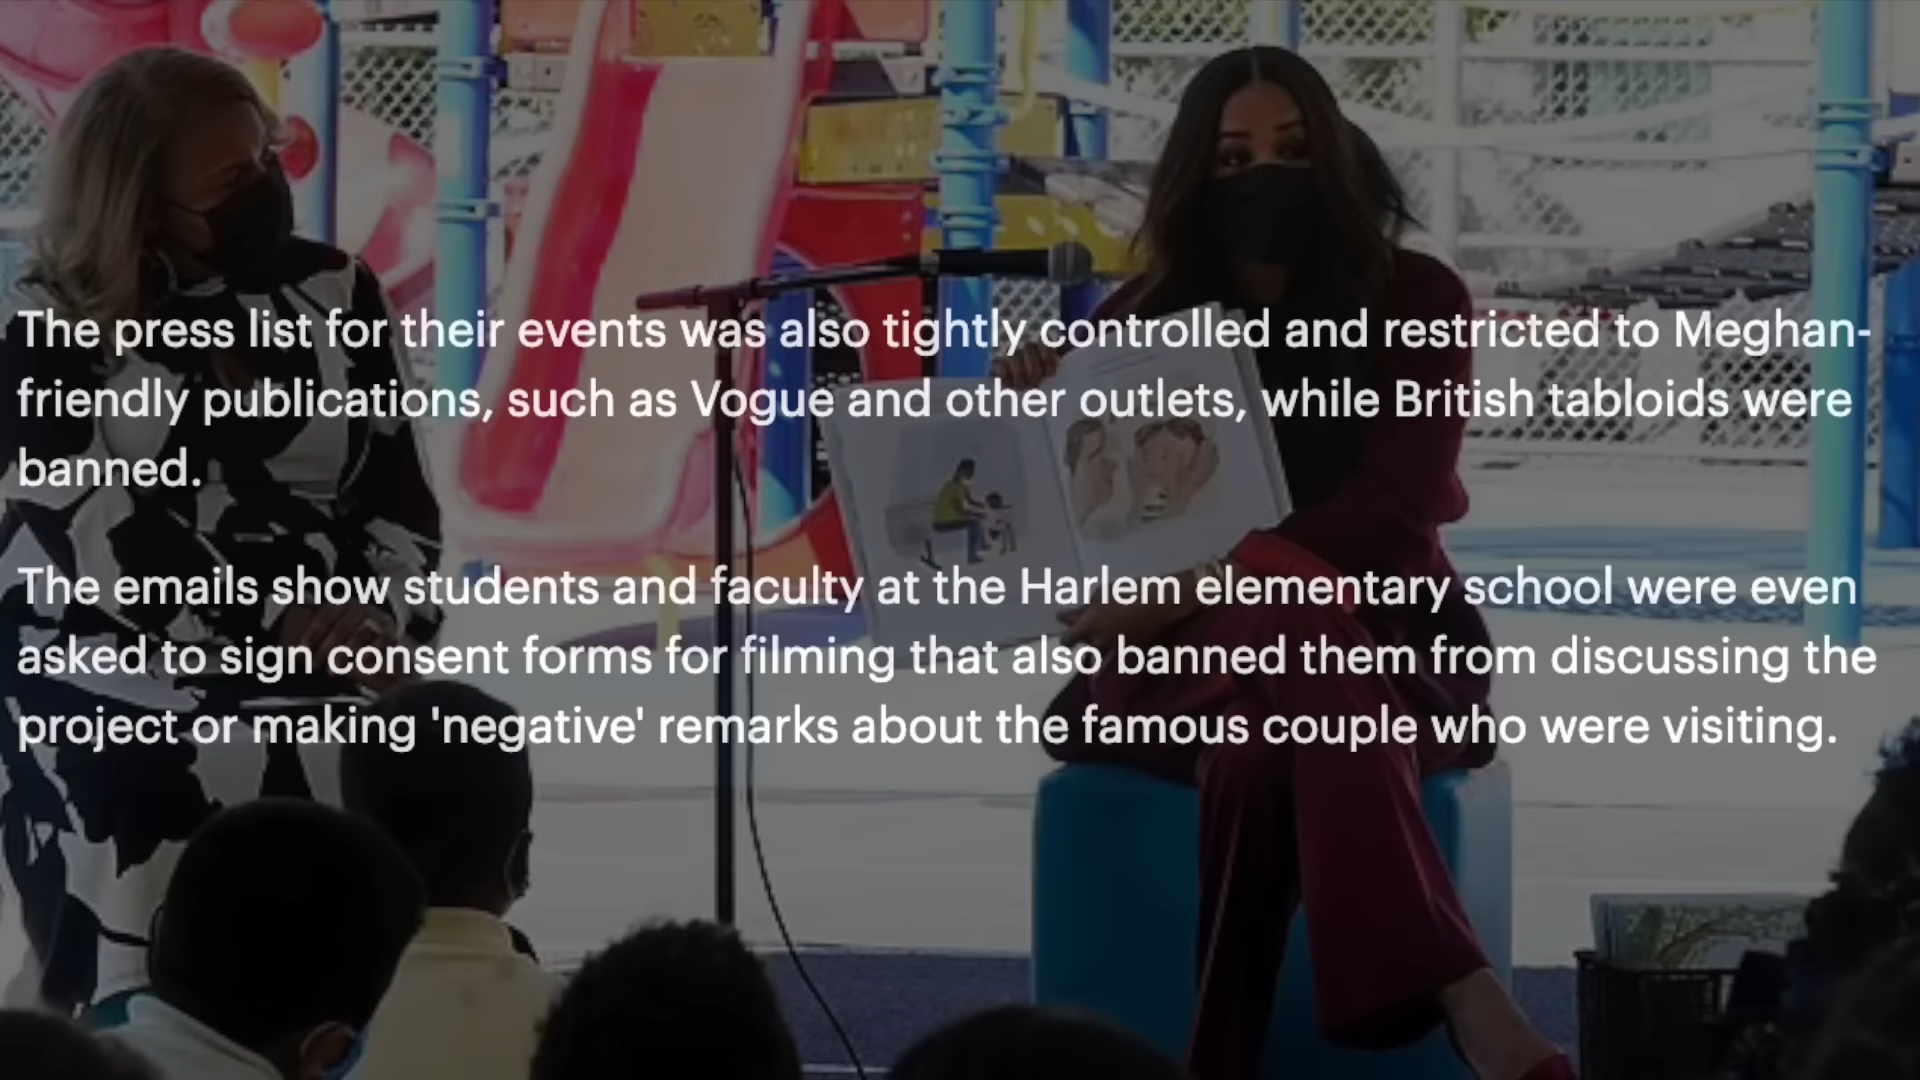 The press list for their events was also tightly controlled and restricted to Meghan-
friendly publications, such as Vogue and other outlets, while British tabloids were
banned.
The emails show students and faculty at the Harlem elementary school were even
asked to sign consent forms for filming that also banned them from discussing the
project or making 'negative' remarks about the famous couple who were visiting.